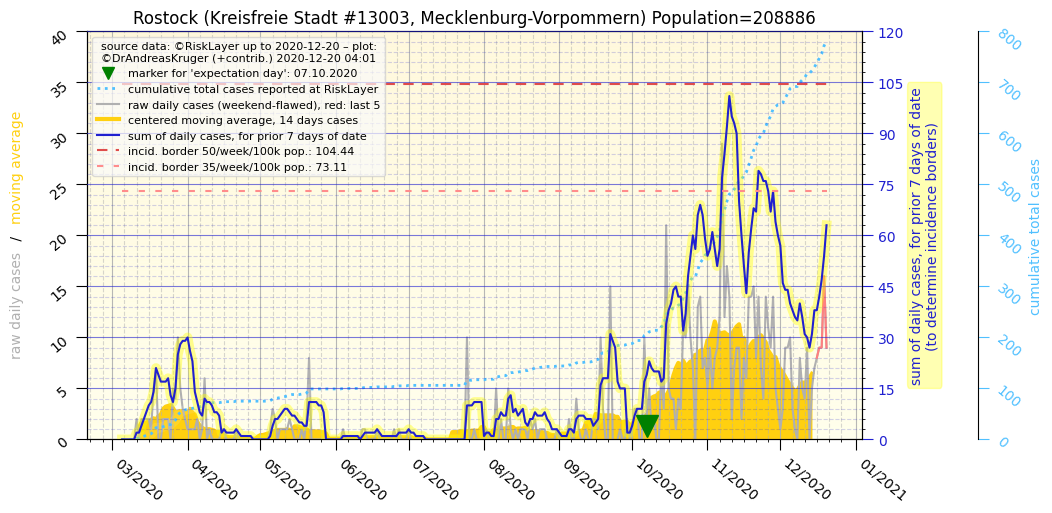 Rostock (Kreisfreie Stadt #13003, Mecklenburg-Vorpommern) Population=208886
source data: ©RiskLayer up to 2020-12-20 – plot:
©DrAndreasKruger (+contrib.) 2020-12-20 04:01
marker for 'expectation day': 07.10.2020
cumulative total cases reported at RiskLayer
raw daily cases (weekend-flawed), red: last 5
centered moving average, 14 days cases
sum of daily cases, for prior 7 days of date
incid. border 50/week/100k pop.: 104.44
incid. border 35/week/100k pop.: 73.11
raw daily cases / moving average
40
35
30
25
20
15
10
5
0
120
105
90
75
60
45
30
15
0
sum of daily cases, for prior 7 days of date
(to determine incidence borders)
800
700
600
500
400
300
200
100
0
cumulative total cases
03/2020
04/2020
05/2020
06/2020
07/2020
08/2020
09/2020
10/2020
11/2020
12/2020
01/2021